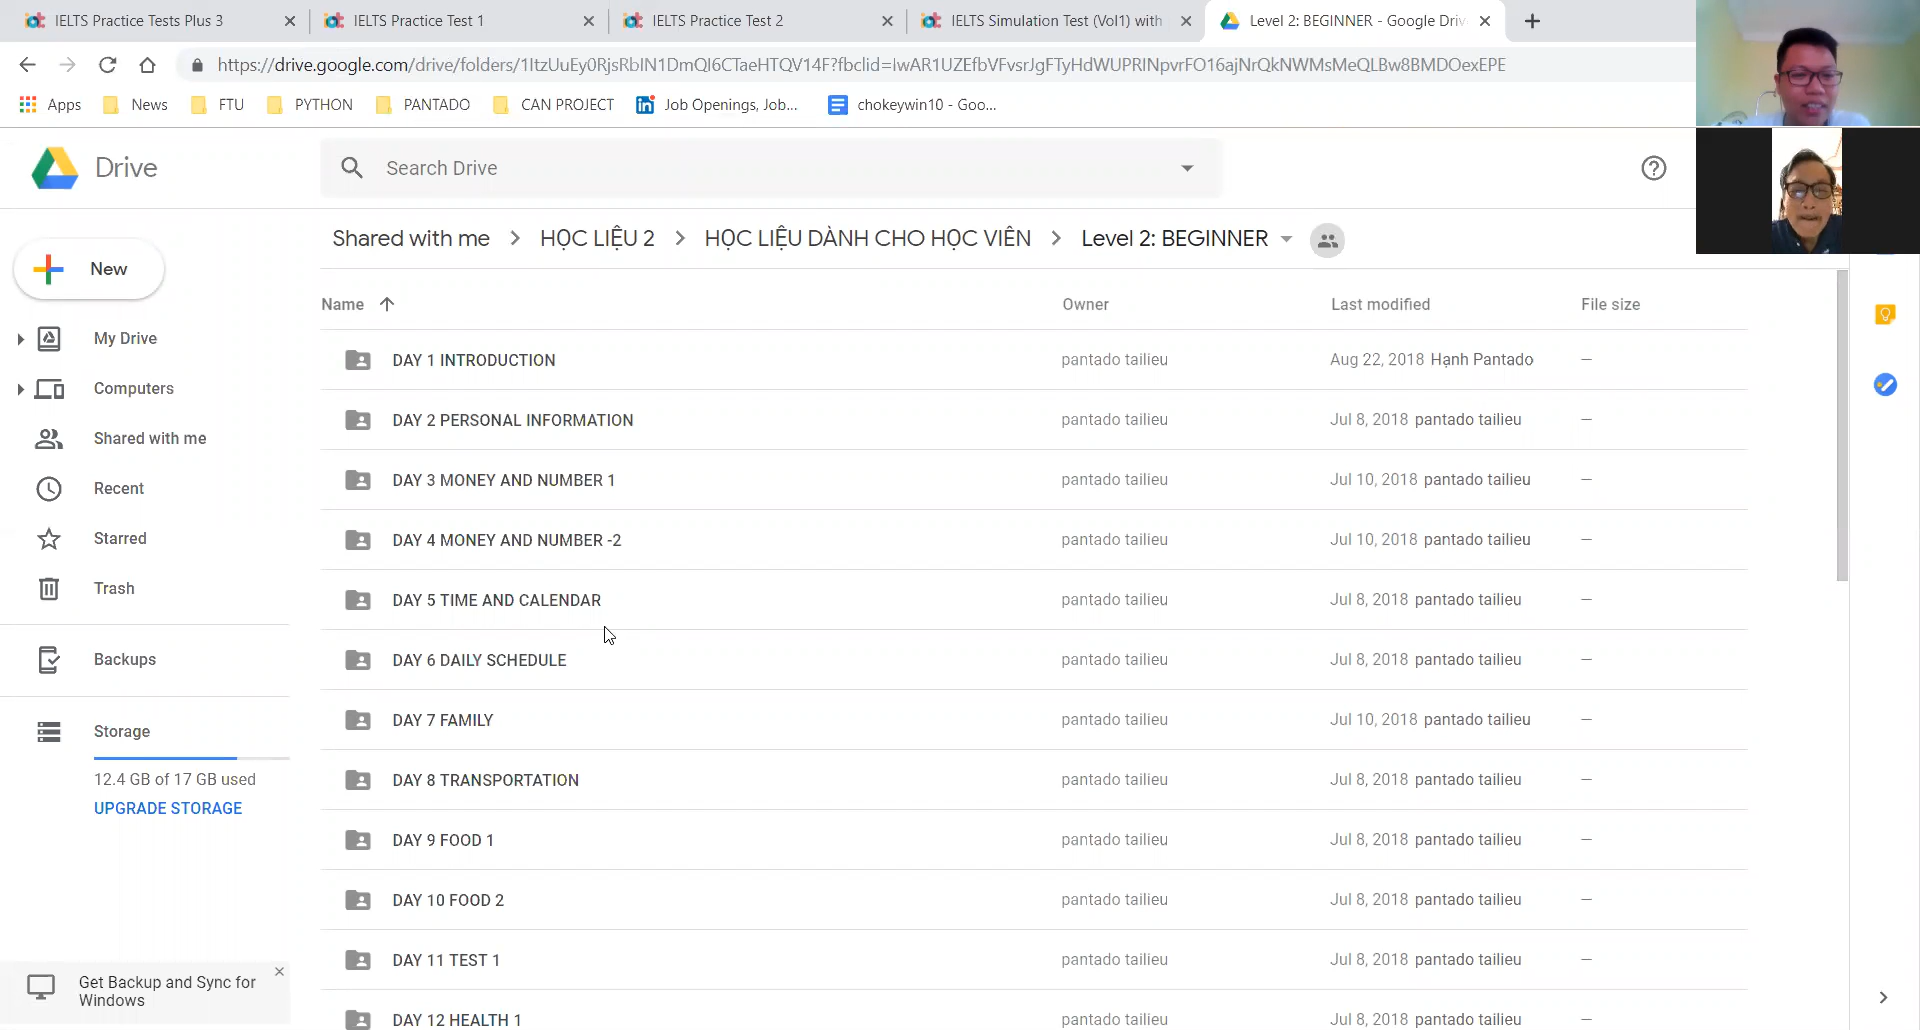 IELTS Practice Tests Plus 3
IELTS Practice Test 1
IELTS Practice Test 2
IELTS Simulation Test (Vol1) with
Level 2: BEGINNER - Google Driv
https://drive.google.com/drive/folders/1ItzUuEy0RjsRbIN1DmQI6CTaeHTQV14F?fbclid=IwAR1UZEfbVFvsrJgFTyHdWUPRINpvrFO16ajNrQkNWMsMeQLBw8BMDOexEPE
Apps News FTU PYTHON PANTADO CAN PROJECT Job Openings, Job... chokeywin10 - Goo...
Drive
Search Drive
Shared with me > HỌC LIỆU 2 > HỌC LIỆU DÀNH CHO HỌC VIÊN > Level 2: BEGINNER
New
My Drive
Computers
Shared with me
Recent
Starred
Trash
Backups
Storage
12.4 GB of 17 GB used
UPGRADE STORAGE
Get Backup and Sync for
Windows
Name Owner Last modified File size
DAY 1 INTRODUCTION pantado tailieu Aug 22, 2018 Hạnh Pantado —
DAY 2 PERSONAL INFORMATION pantado tailieu Jul 8, 2018 pantado tailieu —
DAY 3 MONEY AND NUMBER 1 pantado tailieu Jul 10, 2018 pantado tailieu —
DAY 4 MONEY AND NUMBER -2 pantado tailieu Jul 10, 2018 pantado tailieu —
DAY 5 TIME AND CALENDAR pantado tailieu Jul 8, 2018 pantado tailieu —
DAY 6 DAILY SCHEDULE pantado tailieu Jul 8, 2018 pantado tailieu —
DAY 7 FAMILY pantado tailieu Jul 10, 2018 pantado tailieu —
DAY 8 TRANSPORTATION pantado tailieu Jul 8, 2018 pantado tailieu —
DAY 9 FOOD 1 pantado tailieu Jul 8, 2018 pantado tailieu —
DAY 10 FOOD 2 pantado tailieu Jul 8, 2018 pantado tailieu —
DAY 11 TEST 1 pantado tailieu Jul 8, 2018 pantado tailieu —
DAY 12 HEALTH 1 pantado tailieu Jul 8, 2018 pantado tailieu —